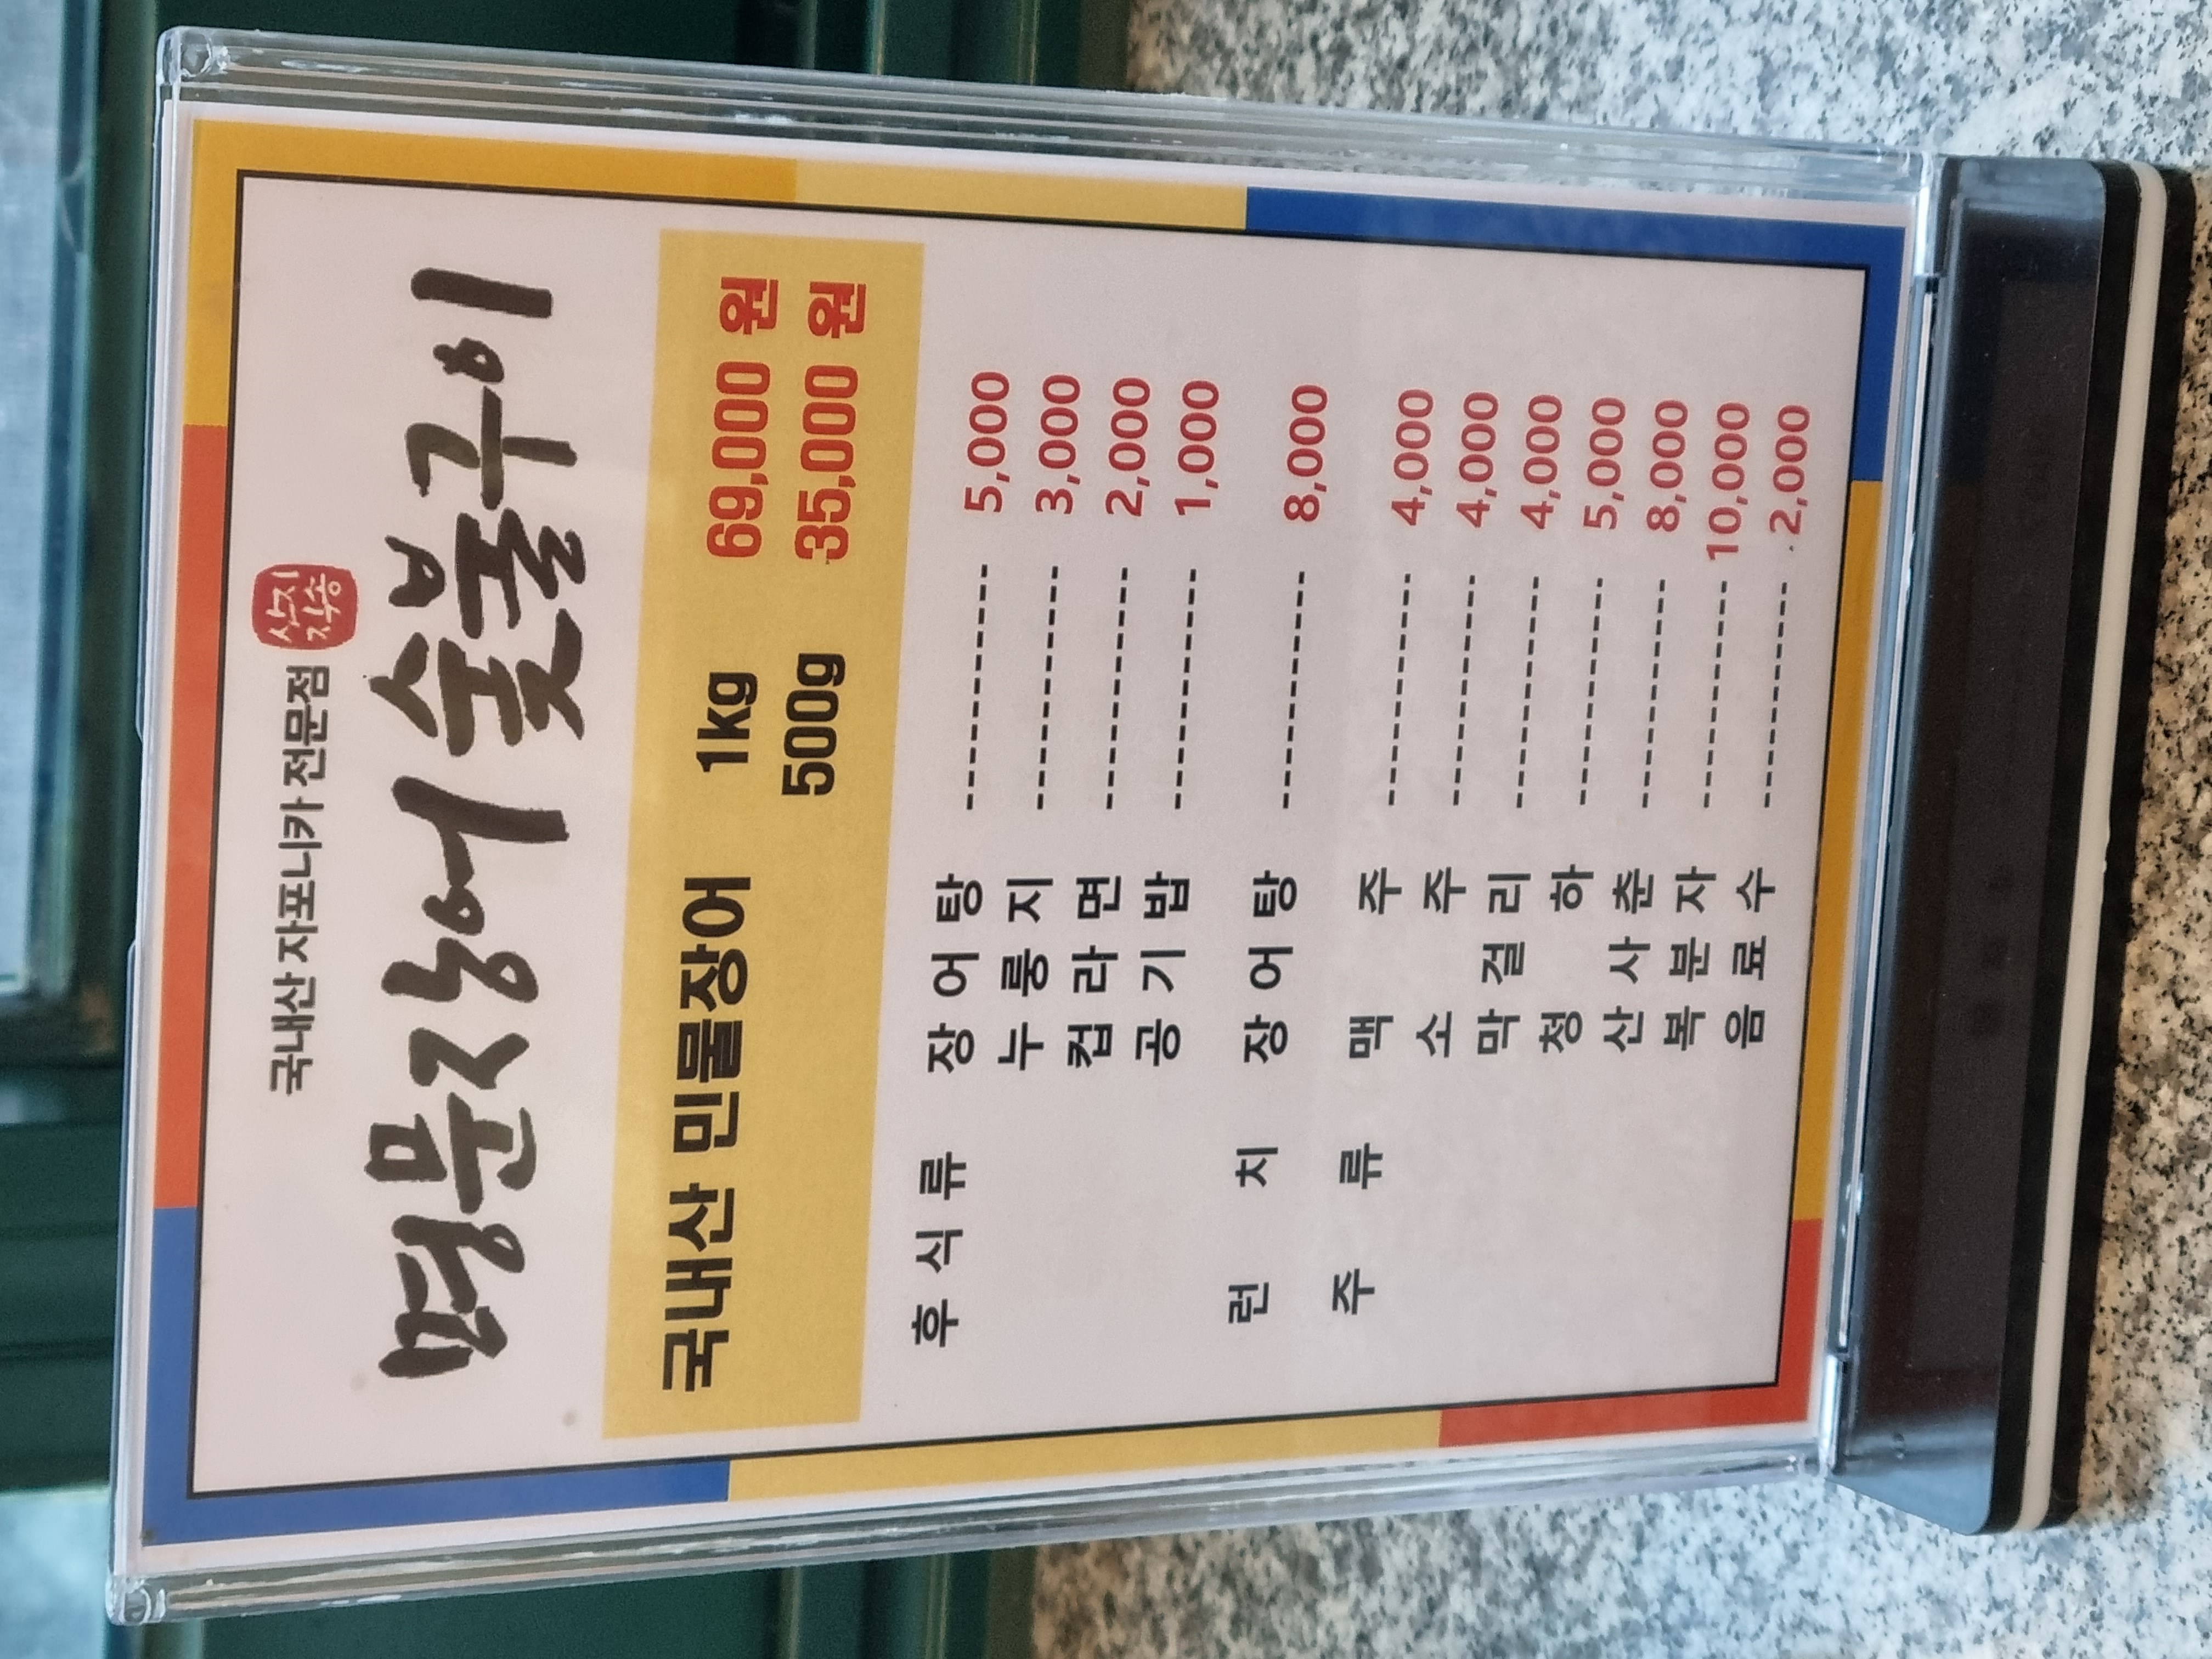 국내산 자포니카 전문점 산지직송
명문장어 숯불구이
국내산 민물장어 1kg 69,000 원
500g 35,000 원
후 식 류 장 어 탕 ------------ 5,000
누 룽 지 ------------ 3,000
컵 라 면 ------------ 2,000
공 기 밥 ------------ 1,000
런 치 장 어 탕 ------------ 8,000
주 류 맥 주 ------------ 4,000
소 주 ------------ 4,000
막 걸 리 ------------ 4,000
청 하 ------------ 5,000
산 사 춘 ------------ 8,000
복 분 자 ------------ 10,000
음 료 수 ------------ 2,000